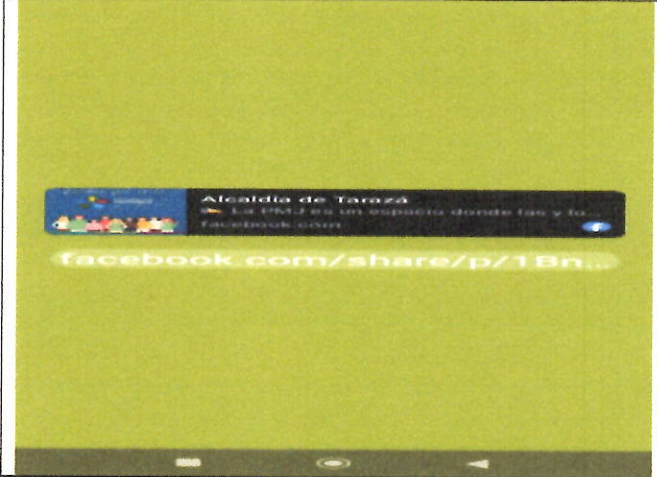 Alcaldía de Tarazá
La PMJ es un espacio donde las y lo...
facebook.com
facebook.com/share/p/1Bn...